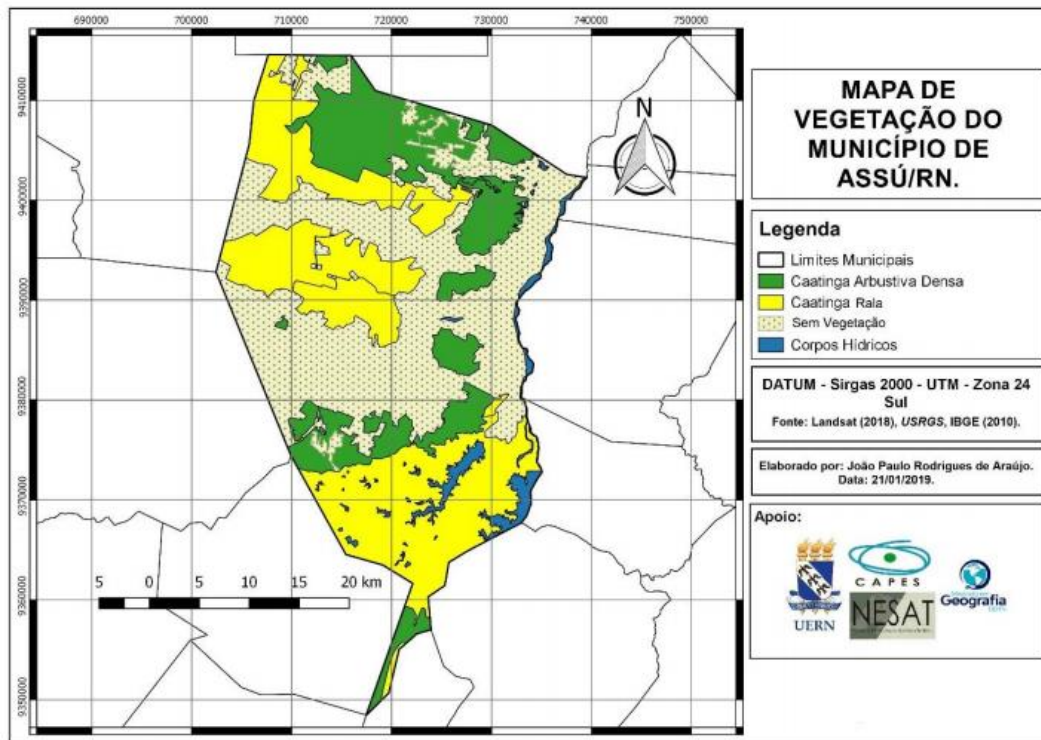 690000 700000 710000 720000 730000 740000 750000
9410000
9400000
9390000
9380000
9370000
9360000
9350000
N
5 0 5 10 15 20 km
MAPA DE
VEGETAÇÃO DO
MUNICÍPIO DE
ASSÚ/RN.
Legenda
Limites Municipais
Caatinga Arbustiva Densa
Caatinga Rala
Sem Vegetação
Corpos Hídricos
DATUM - Sirgas 2000 - UTM - Zona 24
Sul
Fonte: Landsat (2018), USRGS, IBGE (2010).
Elaborado por: João Paulo Rodrigues de Araújo.
Data: 21/01/2019.
Apoio:
UERN
CAPES
NESAT
Geografia